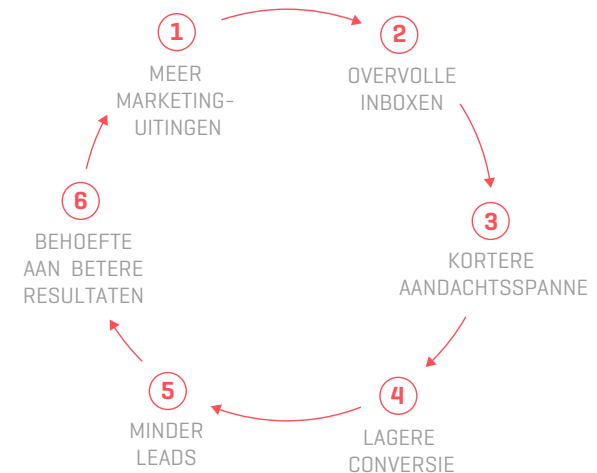 1
MEER
MARKETING-
UITINGEN
2
OVERVOLLE
INBOXEN
3
KORTERE
AANDACHTSSPANNE
4
LAGERE
CONVERSIE
5
MINDER
LEADS
6
BEHOEFTE
AAN BETERE
RESULTATEN